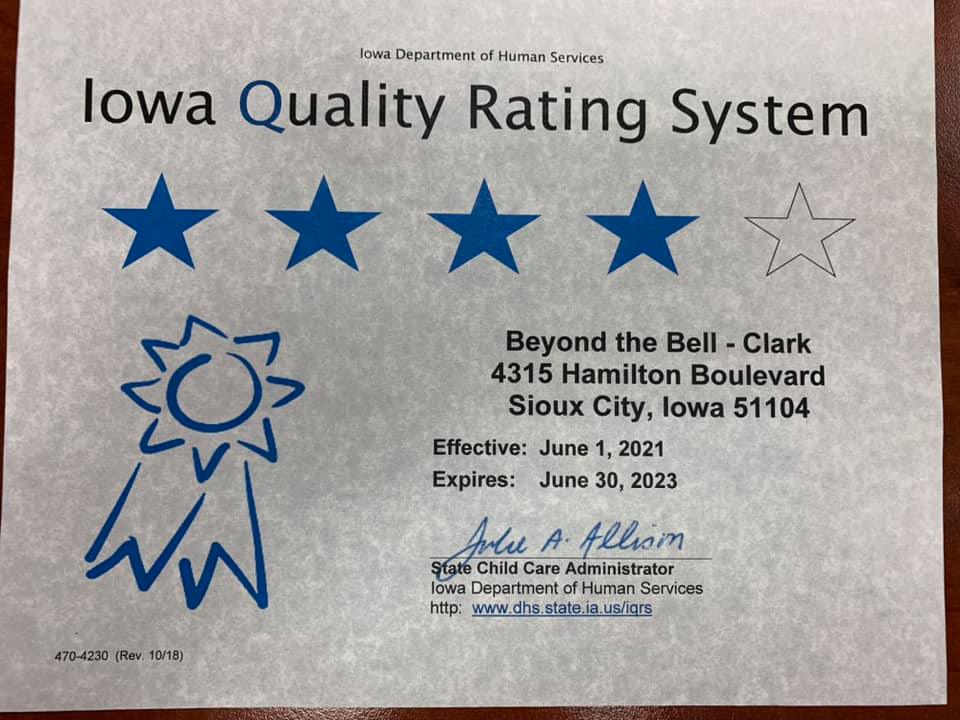 Iowa Department of Human Services
Iowa Quality Rating System
Beyond the Bell - Clark
4315 Hamilton Boulevard
Sioux City, Iowa 51104
Effective: June 1, 2021
Expires: June 30, 2023
Julie A. Allison
State Child Care Administrator
Iowa Department of Human Services
http: www.dhs.state.ia.us/iqrs
470-4230 (Rev. 10/18)